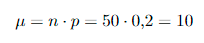 μ = n · p = 50 · 0,2 = 10